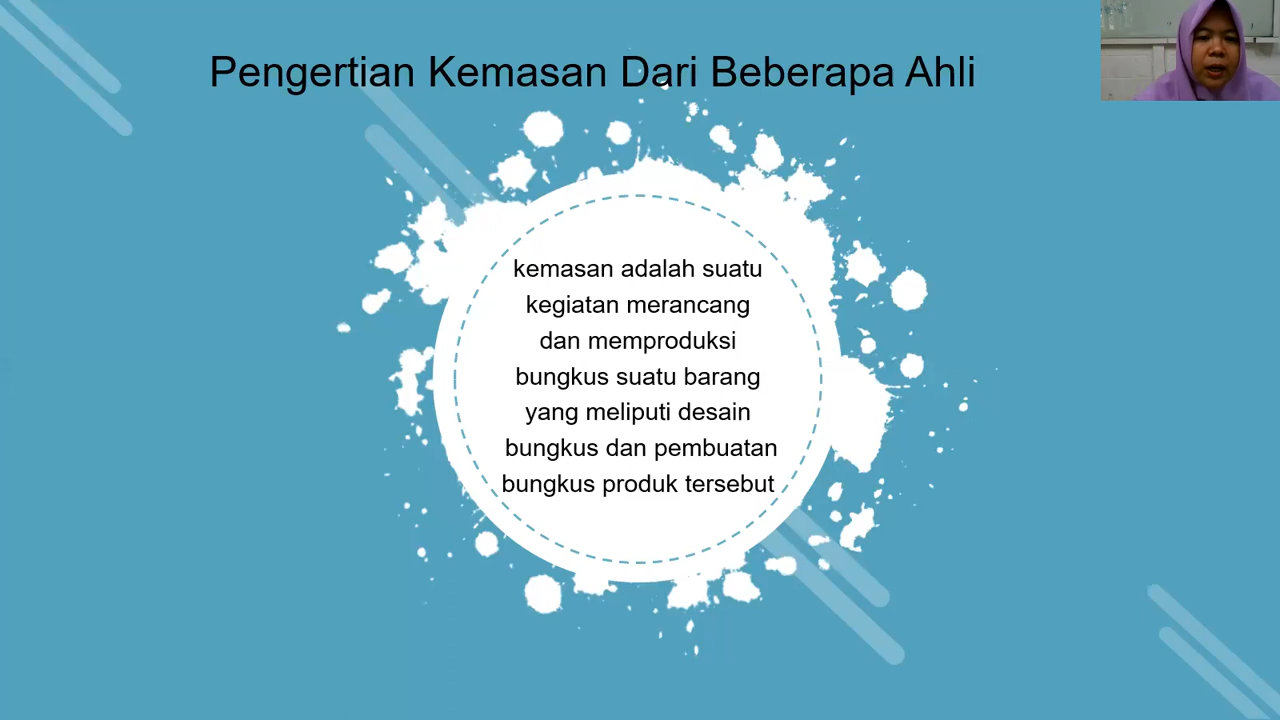 Pengertian Kemasan Dari Beberapa Ahli
kemasan adalah suatu
kegiatan merancang
dan memproduksi
bungkus suatu barang
yang meliputi desain
bungkus dan pembuatan
bungkus produk tersebut